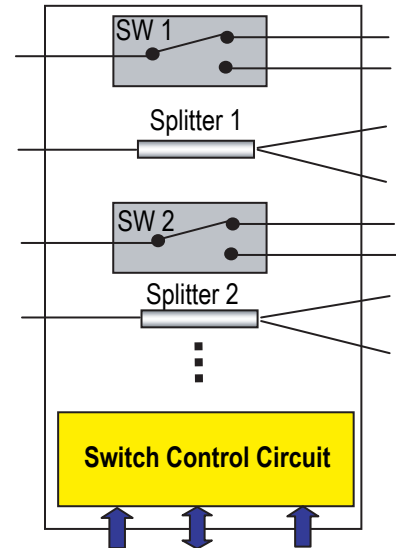 SW 1
Splitter 1
SW 2
Splitter 2
Switch Control Circuit